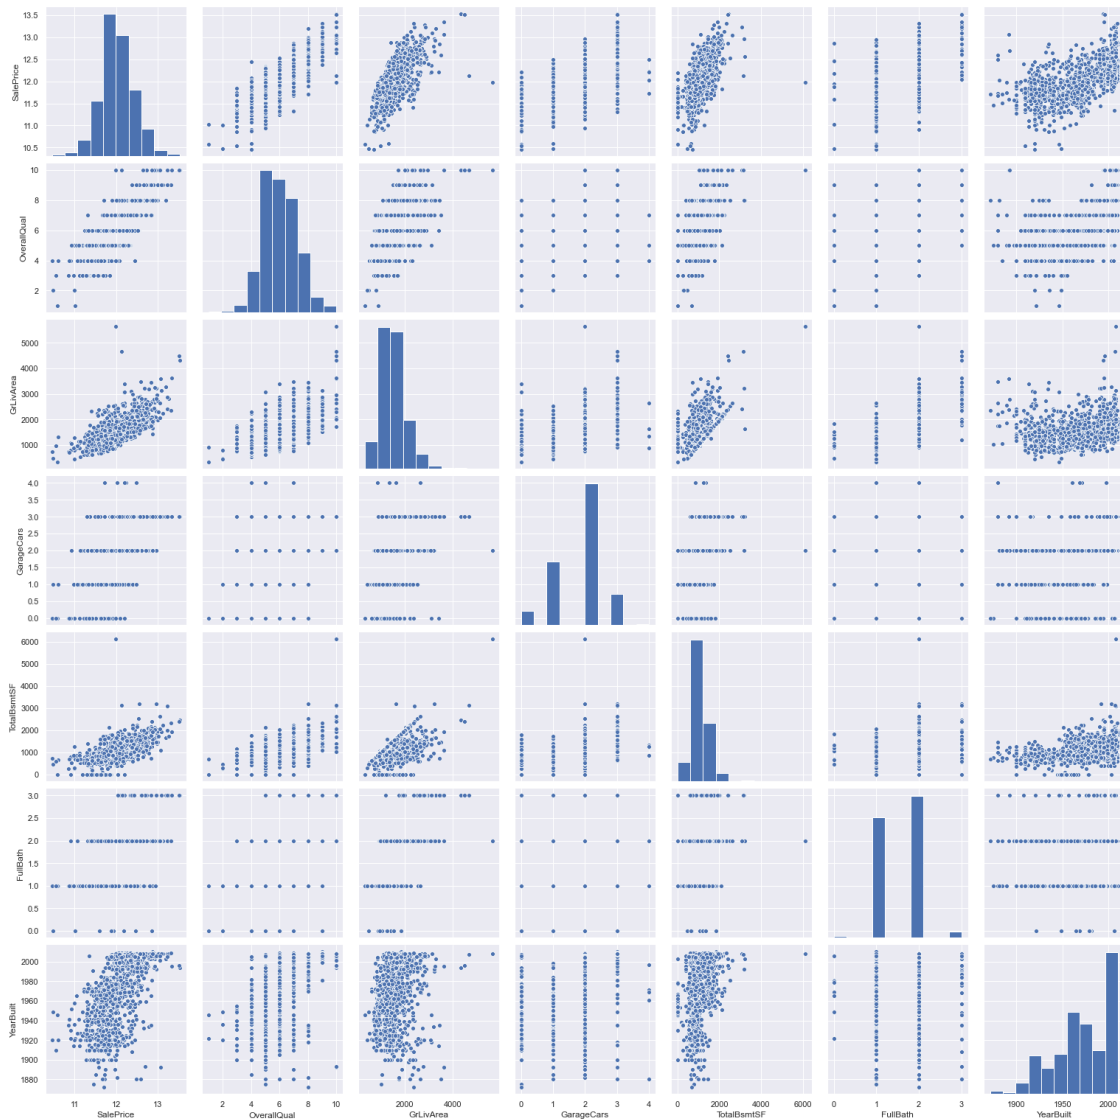 13.5
13.0
12.5
12.0
11.5
11.0
10.5
SalePrice
10
8
6
4
2
OverallQual
5000
4000
3000
2000
1000
GrLivArea
4.0
3.5
3.0
2.5
2.0
1.5
1.0
0.5
0.0
GarageCars
6000
5000
4000
3000
2000
1000
0
TotalBsmtSF
3.0
2.5
2.0
1.5
1.0
0.5
0.0
FullBath
2000
1980
1960
1940
1920
1900
1880
YearBuilt
11 12 13
SalePrice
2 4 6 8 10
OverallQual
2000 4000
GrLivArea
0 1 2 3 4
GarageCars
0 2000 4000 6000
TotalBsmtSF
0 1 2 3
FullBath
1900 1950 2000
YearBuilt